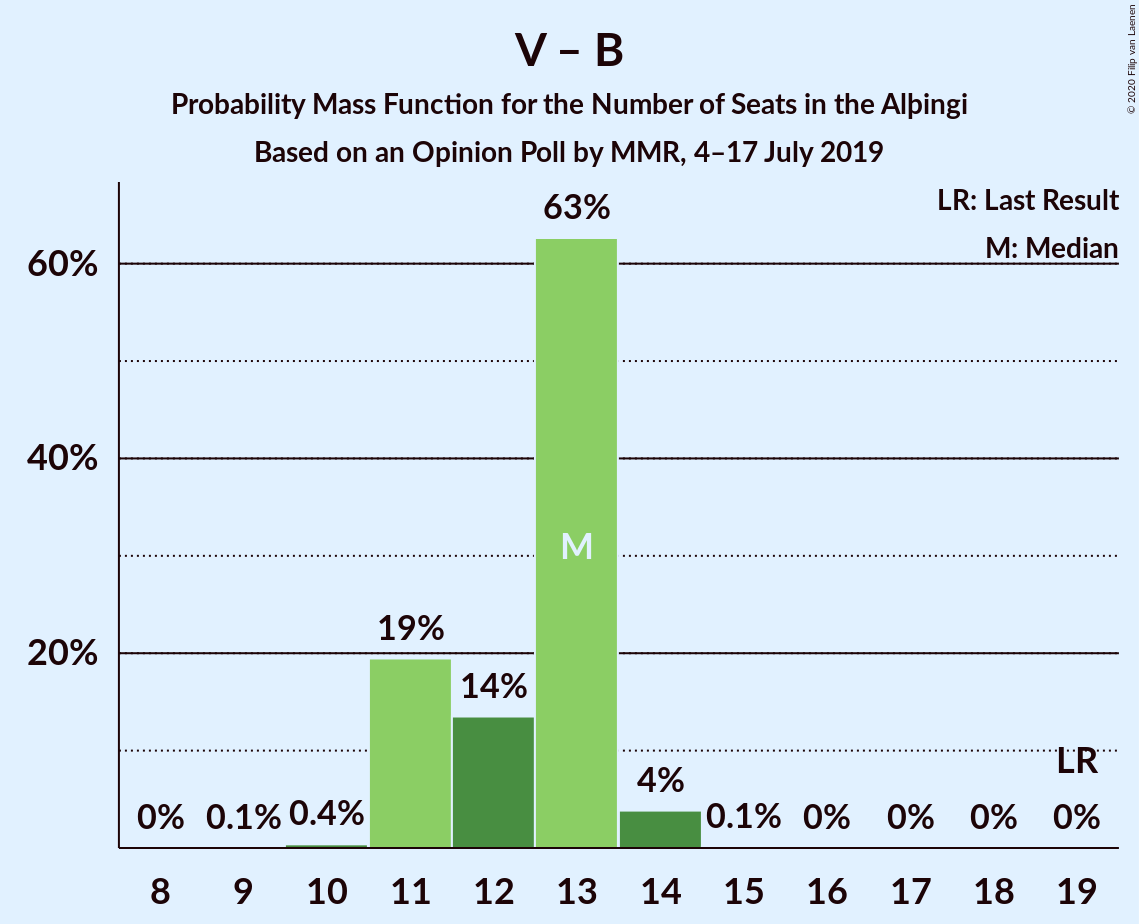 V – B
Probability Mass Function for the Number of Seats in the Alþingi
Based on an Opinion Poll by MMR, 4–17 July 2019
© 2020 Filip van Laenen
LR: Last Result
M: Median
60%
40%
20%
0%
0.1%
0.4%
19%
14%
63%
M
4%
0.1%
0%
0%
0%
LR
0%
8 9 10 11 12 13 14 15 16 17 18 19